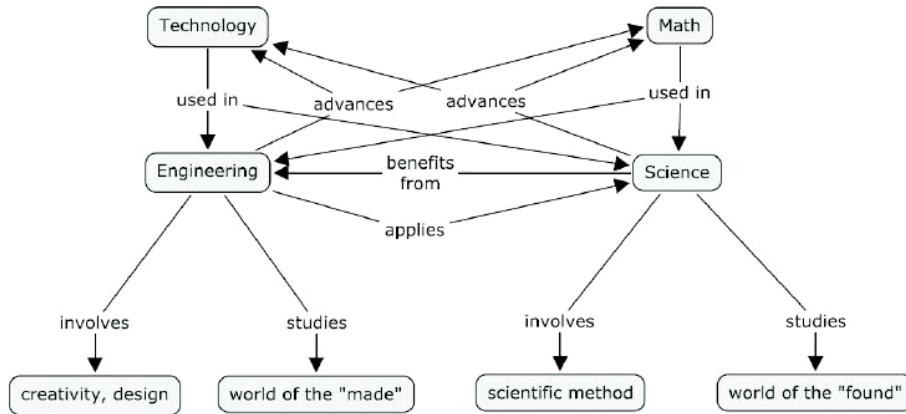 Technology
Math
used in
advances
advances
used in
Engineering
benefits
from
Science
applies
involves
studies
involves
studies
creativity, design
world of the "made"
scientific method
world of the "found"